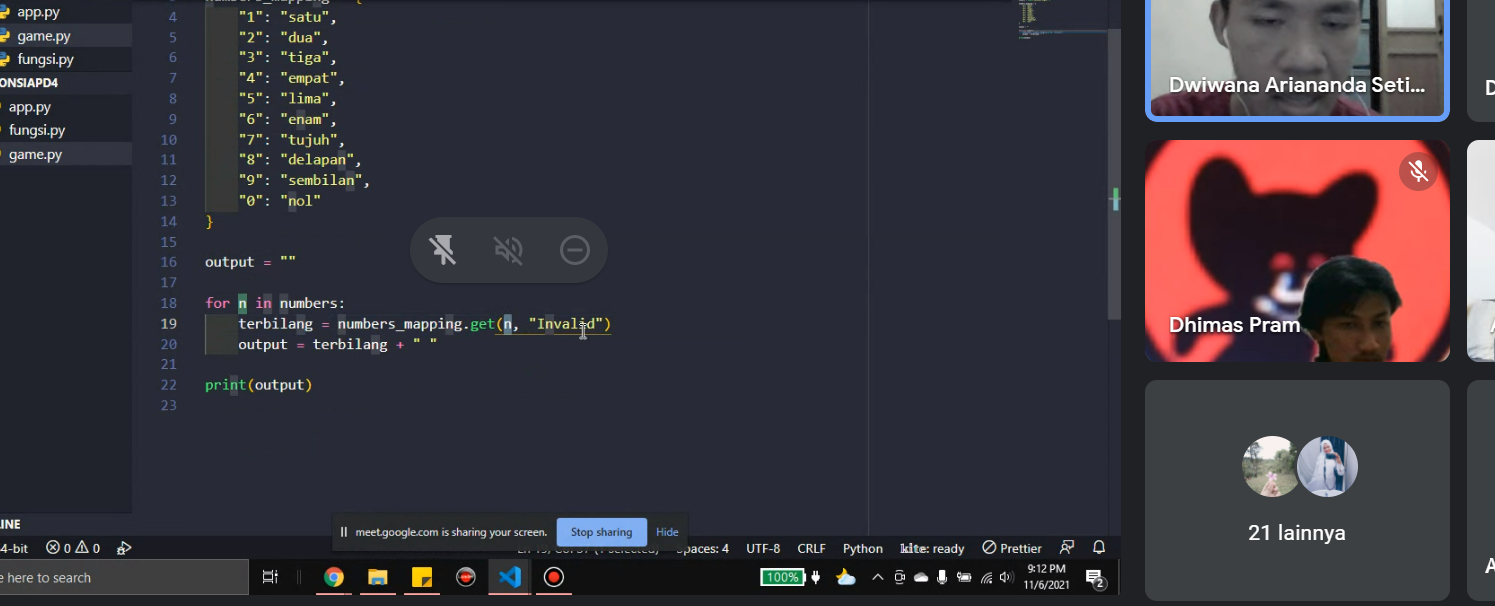 app.py
game.py
fungsi.py
ONSIAPD4
app.py
fungsi.py
game.py
4 "1": "satu",
5 "2": "dua",
6 "3": "tiga",
7 "4": "empat",
8 "5": "lima",
9 "6": "enam",
10 "7": "tujuh",
11 "8": "delapan",
12 "9": "sembilan",
13 "0": "nol"
14 }
15
16 output = ""
17
18 for n in numbers:
19 terbilang = numbers_mapping.get(n, "Invalid")
20 output = terbilang + " "
21
22 print(output)
23
Dwiwana Ariananda Seti...
Dhimas Pram
21 lainnya
INE
meet.google.com is sharing your screen. Stop sharing Hide
4-bit 0 0 Spaces: 4 UTF-8 CRLF Python kite: ready Prettier
e here to search
100%
9:12 PM
11/6/2021
2